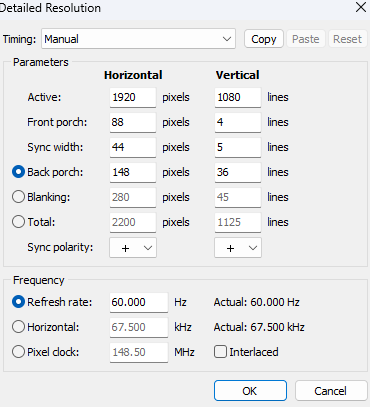 Detailed Resolution
Timing: Manual Copy Paste Reset
Parameters
Horizontal Vertical
Active: 1920 pixels 1080 lines
Front porch: 88 pixels 4 lines
Sync width: 44 pixels 5 lines
Back porch: 148 pixels 36 lines
Blanking: 280 pixels 45 lines
Total: 2200 pixels 1125 lines
Sync polarity: + +
Frequency
Refresh rate: 60.000 Hz Actual: 60.000 Hz
Horizontal: 67.500 kHz Actual: 67.500 kHz
Pixel clock: 148.50 MHz Interlaced
OK Cancel